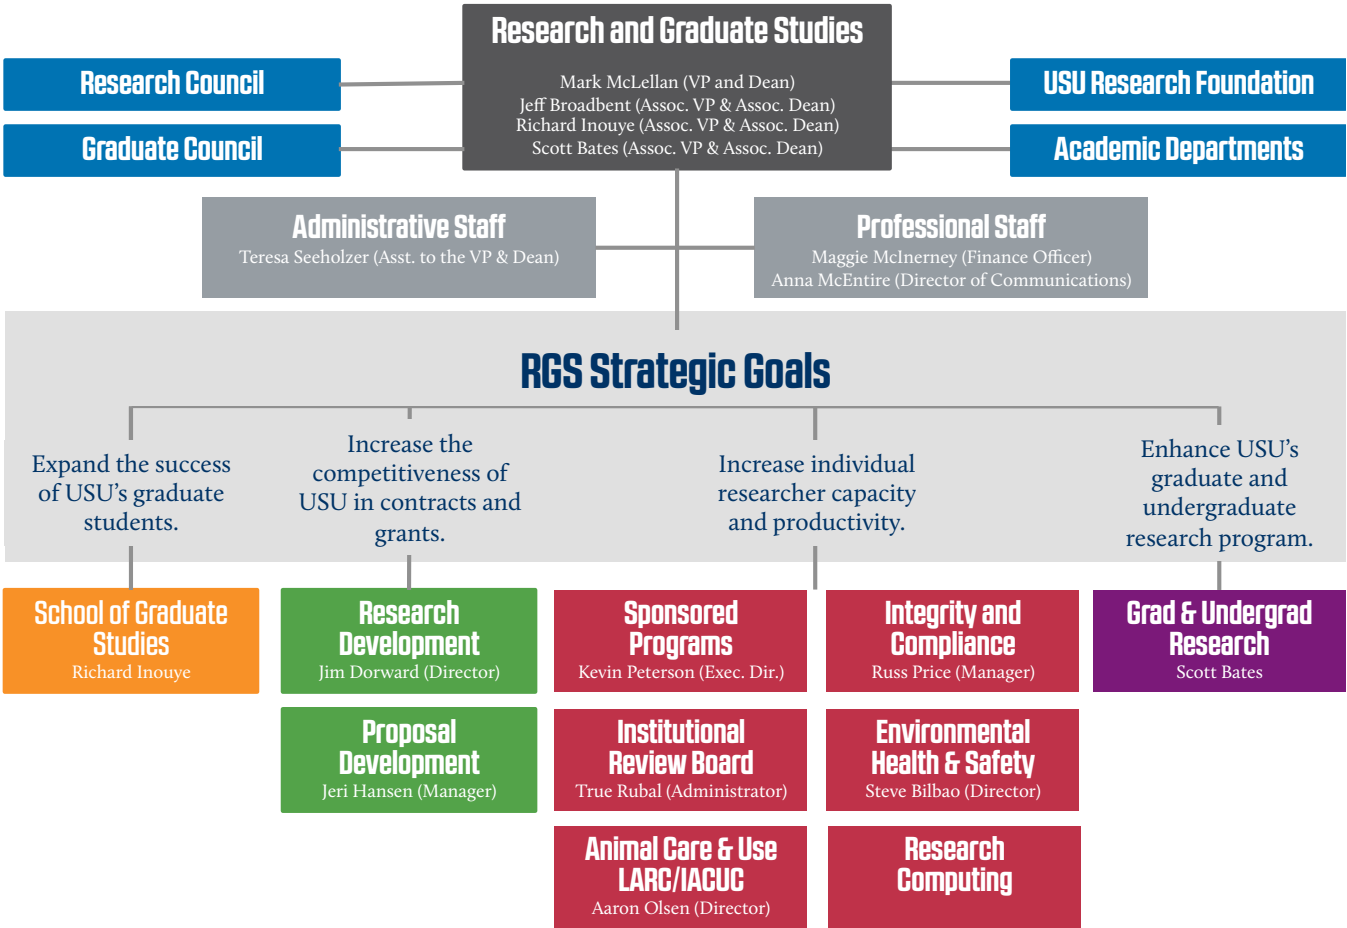 Research and Graduate Studies
Mark McLellan (VP and Dean)
Jeff Broadbent (Assoc. VP & Assoc. Dean)
Richard Inouye (Assoc. VP & Assoc. Dean)
Scott Bates (Assoc. VP & Assoc. Dean)
Research Council
Graduate Council
USU Research Foundation
Academic Departments
Administrative Staff
Teresa Seeholzer (Asst. to the VP & Dean)
Professional Staff
Maggie McInerney (Finance Officer)
Anna McEntire (Director of Communications)
RGS Strategic Goals
Expand the success
of USU’s graduate
students.
Increase the
competitiveness of
USU in contracts and
grants.
Increase individual
researcher capacity
and productivity.
Enhance USU’s
graduate and
undergraduate
research program.
School of Graduate
Studies
Richard Inouye
Research
Development
Jim Dorward (Director)
Sponsored
Programs
Kevin Peterson (Exec. Dir.)
Integrity and
Compliance
Russ Price (Manager)
Grad & Undergrad
Research
Scott Bates
Proposal
Development
Jeri Hansen (Manager)
Institutional
Review Board
True Rubal (Administrator)
Environmental
Health & Safety
Steve Bilbao (Director)
Animal Care & Use
LARC/IACUC
Aaron Olsen (Director)
Research
Computing